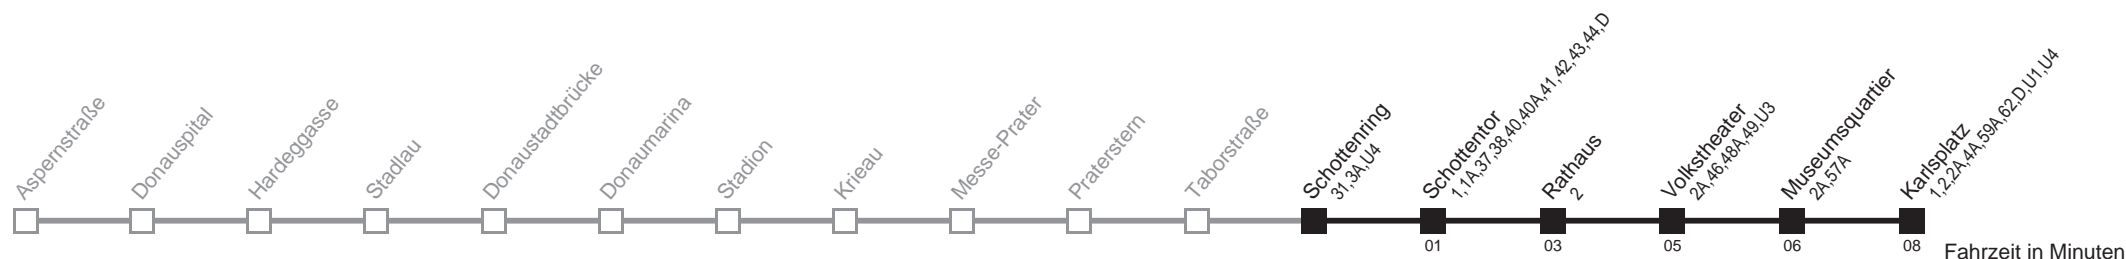 Aspernstraße
Donauspital
Hardeggasse
Stadlau
Donaustadtbrücke
Donaumarina
Stadion
Krieau
Messe-Prater
Praterstern
Taborstraße
Schottenring
31,3A,U4
Schottentor
1,1A,37,38,40,40A,41,42,43,44,D
Rathaus
2
Volkstheater
2A,46,48A,49,U3
Museumsquartier
2A,57A
Karlsplatz
1,2,2A,4A,59A,62,D,U1,U4
01
03
05
06
08
Fahrzeit in Minuten